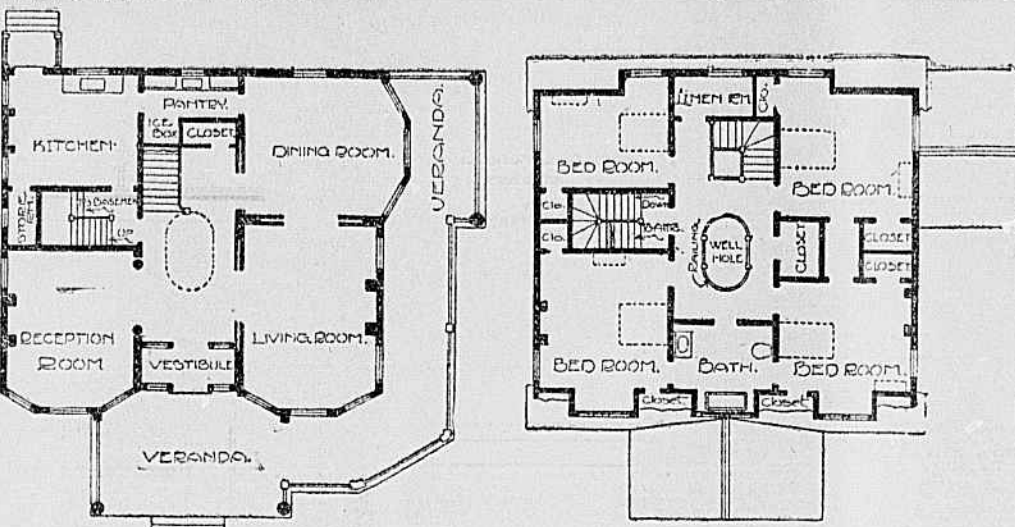 PANTRY.
ICE
BOX
CLOSET
KITCHEN.
DINING ROOM.
VERANDA.
STORE
TO BASEMENT
UP
RECEPTION
ROOM
VESTIBULE
LIVING ROOM.
VERANDA.
LINEN RM.
CLO.
BED ROOM.
BED ROOM.
Clo.
DOWN
Clo.
RAILING
WELL
HOLE
CLOSET
CLOSET
CLOSET
BED ROOM.
BATH.
BED ROOM.
Closet.
Closet.